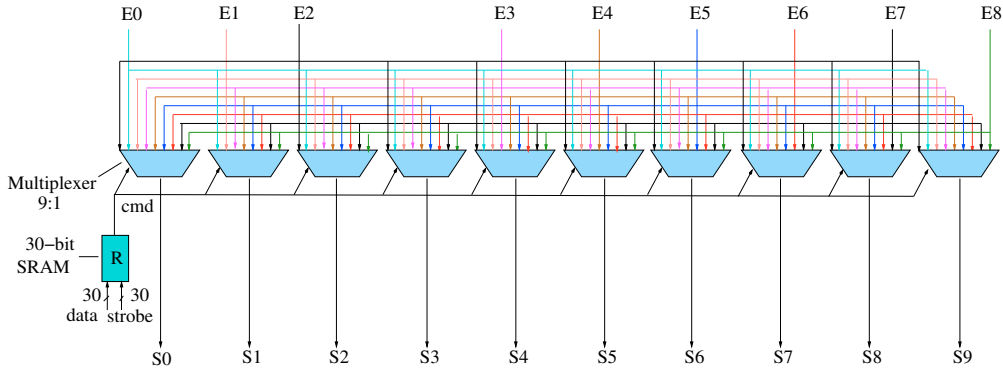 E0 E1 E2 E3 E4 E5 E6 E7 E8
Multiplexer
9:1
cmd
30-bit
SRAM
R
30 30
data strobe
S0 S1 S2 S3 S4 S5 S6 S7 S8 S9